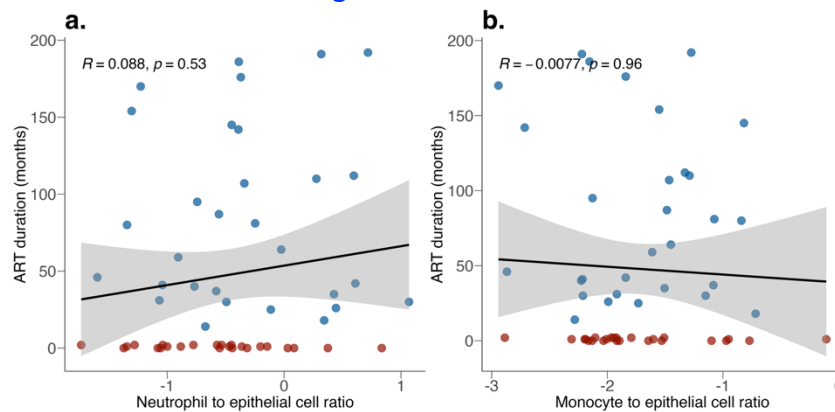 a.
R = 0.088, p = 0.53
200
150
100
50
0
ART duration (months)
-1
0
1
Neutrophil to epithelial cell ratio
b.
R = −0.0077, p = 0.96
200
150
100
50
0
ART duration (months)
-3
-2
-1
Monocyte to epithelial cell ratio